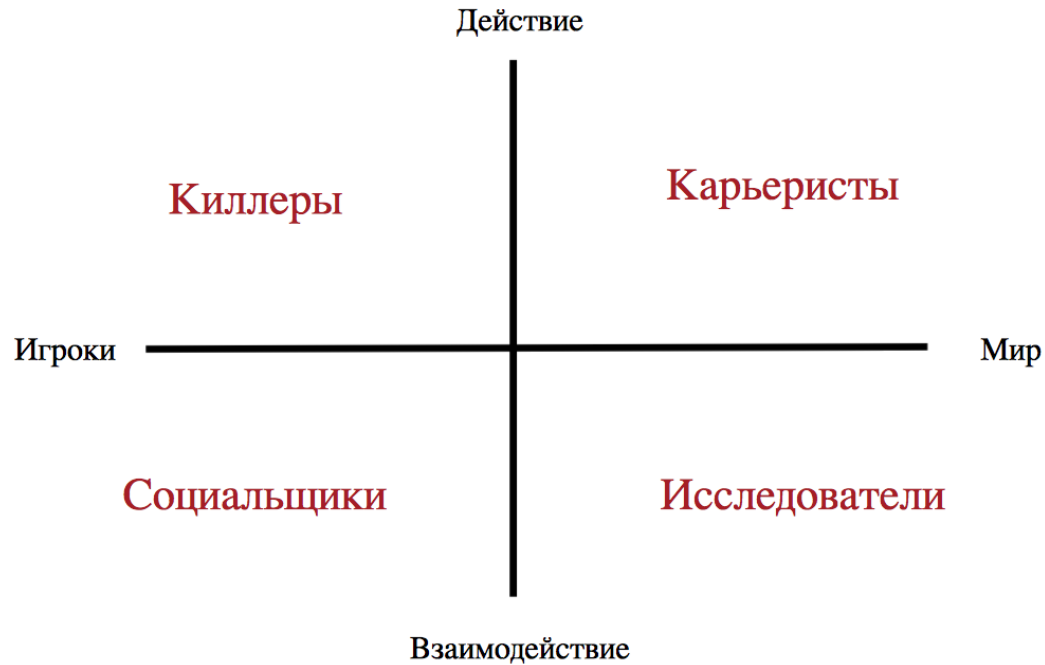 Действие
Киллеры
Карьеристы
Игроки
Мир
Социальщики
Исследователи
Взаимодействие